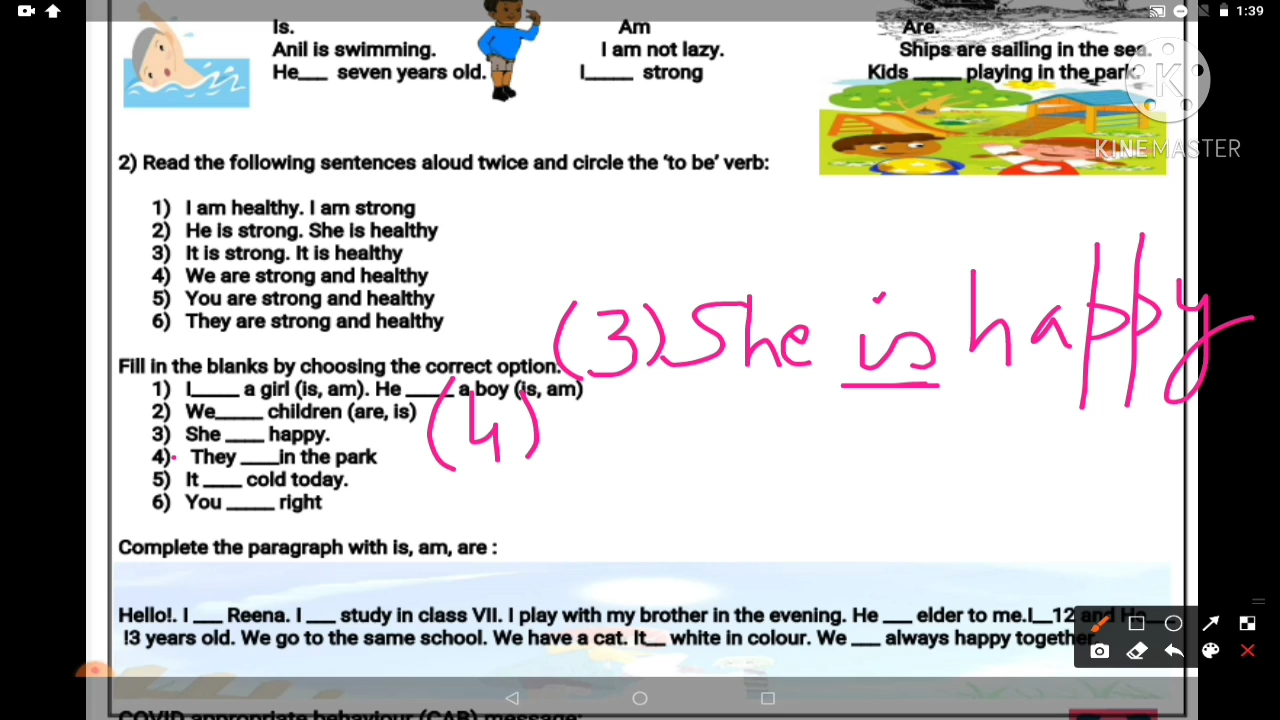 1:39
Is.
Am
Are.
Anil is swimming.
I am not lazy.
Ships are sailing in the sea.
He___ seven years old.
I_____ strong
Kids _____ playing in the park.
K
KINEMASTER
2) Read the following sentences aloud twice and circle the ‘to be’ verb:
1) I am healthy. I am strong
2) He is strong. She is healthy
3) It is strong. It is healthy
4) We are strong and healthy
5) You are strong and healthy
6) They are strong and healthy
(3) She is happy
Fill in the blanks by choosing the correct option.
1) I_____ a girl (is, am). He _____ a boy (is, am)
2) We_____ children (are, is)
(4)
3) She ____ happy.
4) They ____in the park
5) It ____ cold today.
6) You _____ right
Complete the paragraph with is, am, are :
Hello!. I ___ Reena. I ___ study in class VII. I play with my brother in the evening. He ___ elder to me.I__12 and He___
!3 years old. We go to the same school. We have a cat. It__ white in colour. We ___ always happy together.
COVID appropriate behaviour (CAB) message: